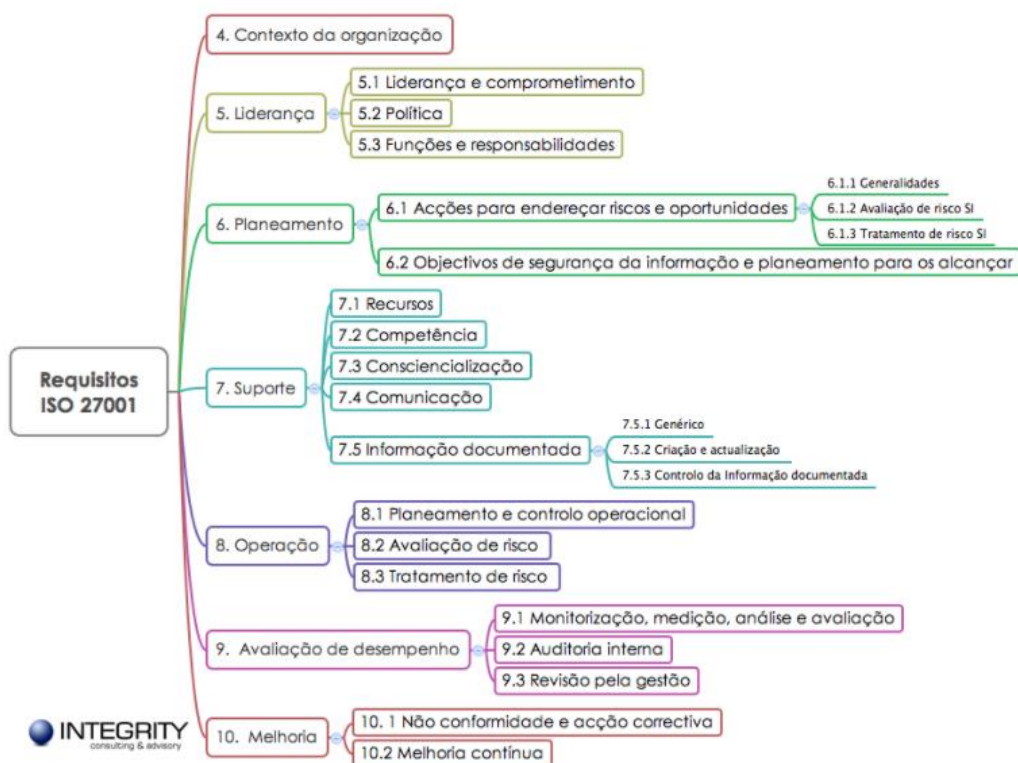 4. Contexto da organização
5. Liderança
5.1 Liderança e comprometimento
5.2 Política
5.3 Funções e responsabilidades
6. Planeamento
6.1 Acções para endereçar riscos e oportunidades
6.1.1 Generalidades
6.1.2 Avaliação de risco SI
6.1.3 Tratamento de risco SI
6.2 Objectivos de segurança da informação e planeamento para os alcançar
Requisitos
ISO 27001
7. Suporte
7.1 Recursos
7.2 Competência
7.3 Consciencialização
7.4 Comunicação
7.5 Informação documentada
7.5.1 Genérico
7.5.2 Criação e actualização
7.5.3 Controlo da Informação documentada
8. Operação
8.1 Planeamento e controlo operacional
8.2 Avaliação de risco
8.3 Tratamento de risco
9. Avaliação de desempenho
9.1 Monitorização, medição, análise e avaliação
9.2 Auditoria interna
9.3 Revisão pela gestão
10. Melhoria
10. 1 Não conformidade e acção correctiva
10.2 Melhoria contínua
INTEGRITY
consulting & advisory